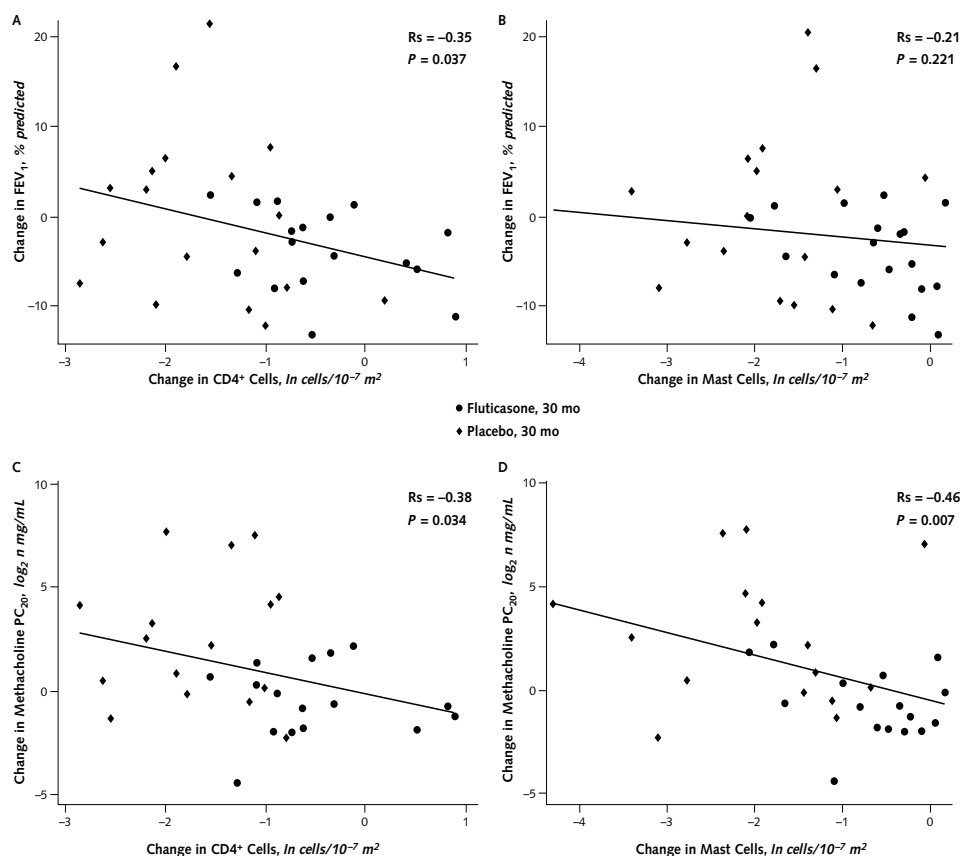 A
Rs = –0.35
P = 0.037
20
10
0
–10
Change in FEV1, % predicted
–3 –2 –1 0 1
Change in CD4+ Cells, In cells/10–7 m2
B
Rs = –0.21
P = 0.221
20
10
0
–10
Change in FEV1, % predicted
–4 –3 –2 –1 0
Change in Mast Cells, In cells/10–7 m2
Fluticasone, 30 mo
Placebo, 30 mo
C
Rs = –0.38
P = 0.034
10
5
0
–5
Change in Methacholine PC20, log2 n mg/mL
–3 –2 –1 0 1
Change in CD4+ Cells, In cells/10–7 m2
D
Rs = –0.46
P = 0.007
10
5
0
–5
Change in Methacholine PC20, log2 n mg/mL
–4 –3 –2 –1 0
Change in Mast Cells, In cells/10–7 m2